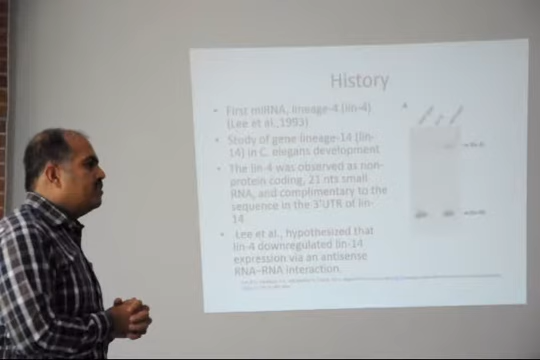 History
• First miRNA, lineage-4 (lin-4)
(Lee et al.,1993)
• Study of gene lineage-14 (lin-
14) in C. elegans development
• The lin-4 was observed as non-
protein coding, 21 nts small
RNA, and complimentary to the
sequence in the 3'UTR of lin-
14
• Lee et al., hypothesized that
lin-4 downregulated lin-14
expression via an antisense
RNA–RNA interaction.
A